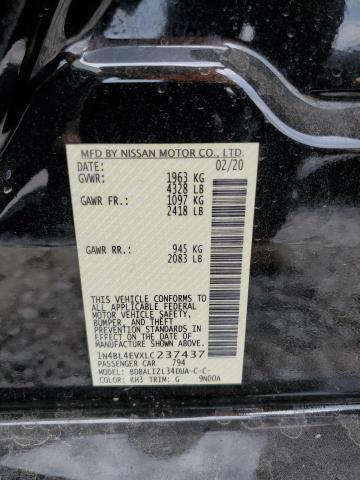 MFD BY NISSAN MOTOR CO., LTD.
DATE: 02/20
GVWR: 1963 KG
4328 LB
GAWR FR.: 1097 KG
2418 LB
GAWR RR: 945 KG
2083 LB
THIS VEHICLE CONFORMS TO
ALL APPLICABLE FEDERAL
MOTOR VEHICLE SAFETY,
BUMPER, AND THEFT
PREVENTION STANDARDS IN
EFFECT ON THE DATE OF
MANUFACTURE SHOWN ABOVE.
1N4BL4EVXLC237437
PASSENGER CAR 794
MODEL: BDBALIZL34DUA-C-C-
COLOR: KH3 TRIM: G 9N00A